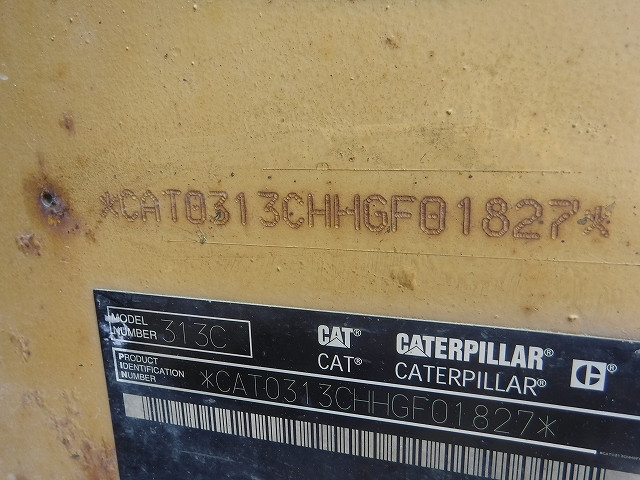 *CAT0313CHHGF01827*
MODEL NUMBER 313C
CAT® CATERPILLAR®
CAT® CATERPILLAR®
PRODUCT IDENTIFICATION NUMBER
*CAT0313CHHGF01827*